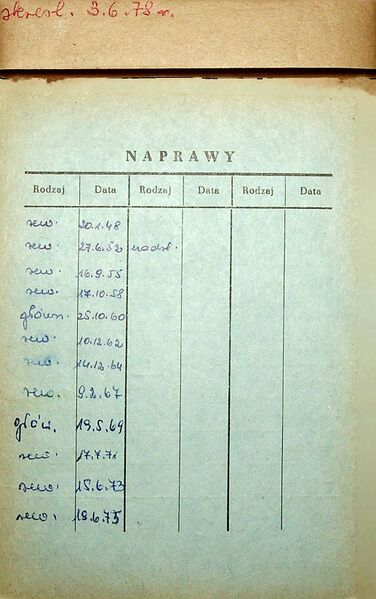 skreśl. 3.6.78 r.
NAPRAWY
Rodzaj Data Rodzaj Data Rodzaj Data
rew. 20.1.48
rew. 27.6.52 nadzw.
rew. 16.9.55
rew. 17.10.58
główn. 25.10.60
rew. 10.12.62
rew. 14.12.64
rew. 9.2.67
głów. 19.5.69
rew. 17.7.71
rew. 15.6.73
rew. 19.6.75